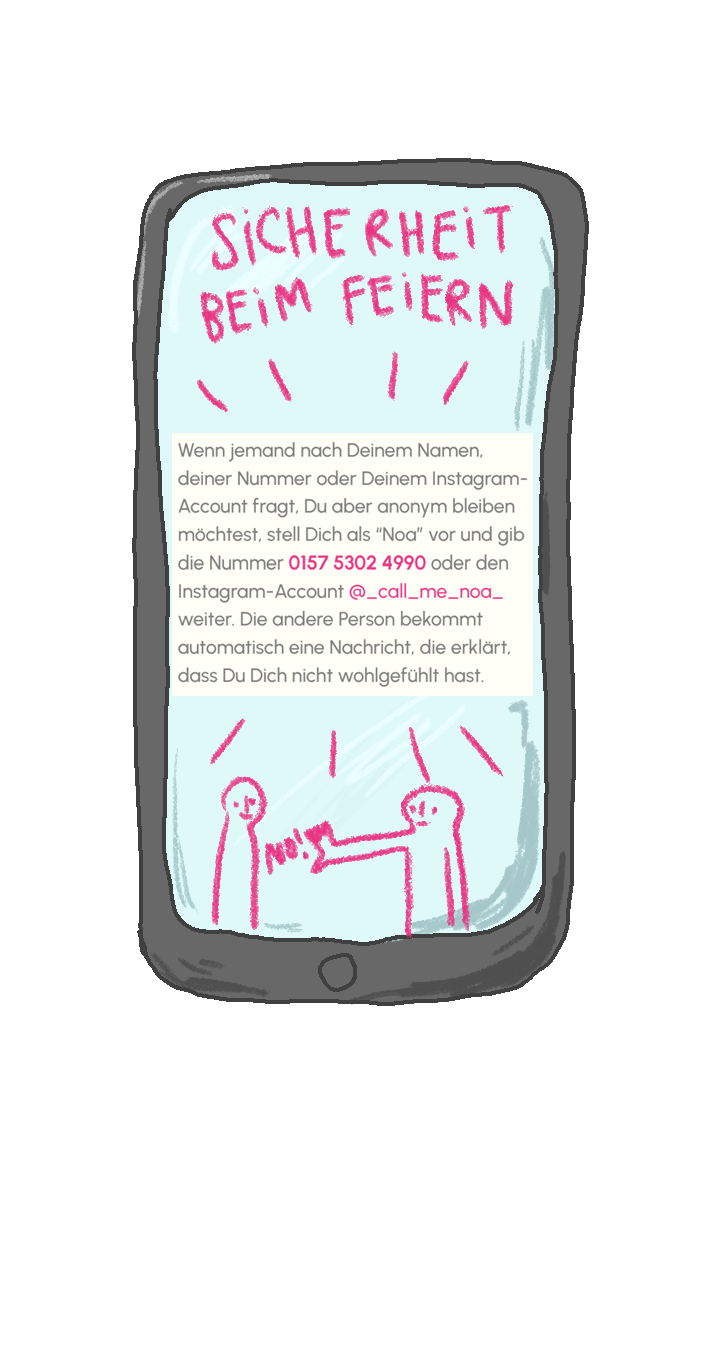 SiCHERHEiT
BEiM FEiERN
Wenn jemand nach Deinem Namen,
deiner Nummer oder Deinem Instagram-
Account fragt, Du aber anonym bleiben
möchtest, stell Dich als “Noa” vor und gib
die Nummer 0157 5302 4990 oder den
Instagram-Account @_call_me_noa_
weiter. Die andere Person bekommt
automatisch eine Nachricht, die erklärt,
dass Du Dich nicht wohlgefühlt hast.
NO!